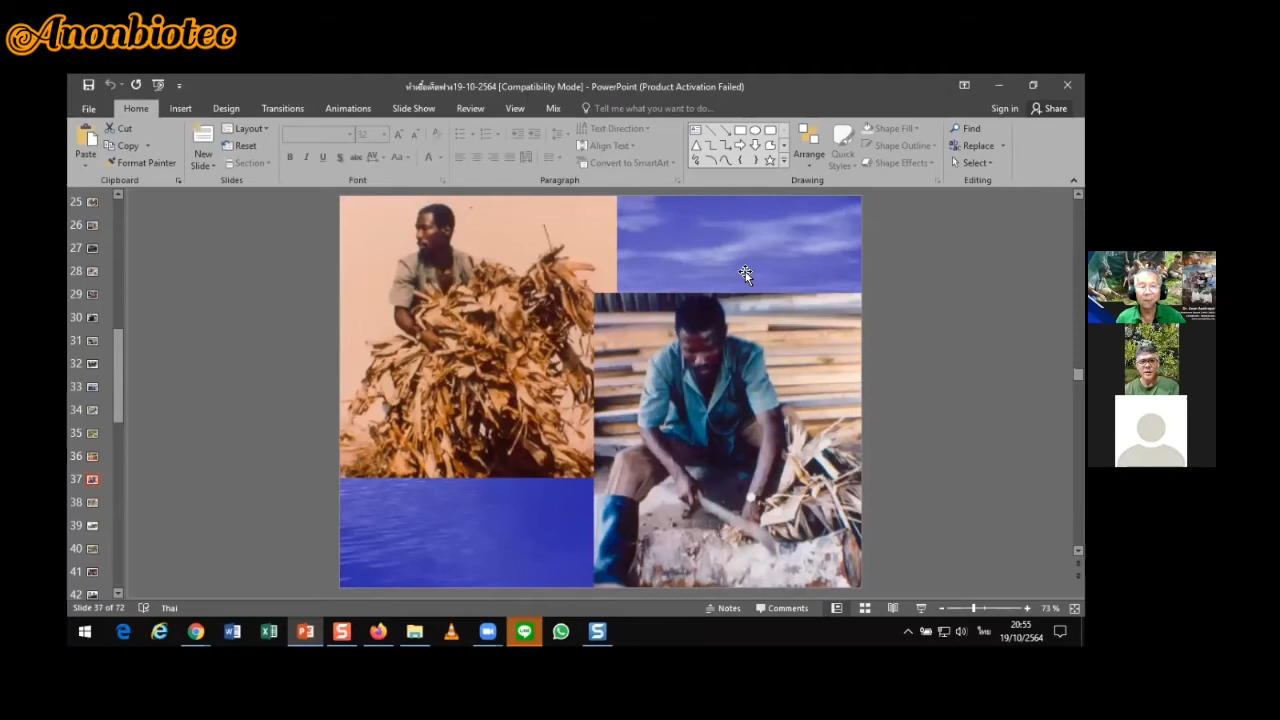 Anonbiotec
ทำเยื่อเห็ดฟาง19-10-2564 [Compatibility Mode] - PowerPoint (Product Activation Failed)
File Home Insert Design Transitions Animations Slide Show Review View Mix Tell me what you want to do... Sign in Share
Paste Cut Copy Format Painter
New Slide Layout Reset Section
32
Text Direction Align Text Convert to SmartArt
Arrange Quick Styles Shape Fill Shape Outline Shape Effects
Find Replace Select
Clipboard Slides Font Paragraph Drawing Editing
25
26
27
28
29
30
31
32
33
34
35
36
37
38
39
40
41
42
Slide 37 of 72 Thai Notes Comments 73 %
20:55
19/10/2564